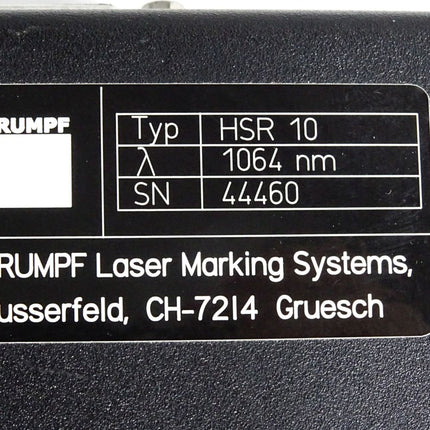 RUMPF
Typ HSR 10
λ 1064 nm
SN 44460
RUMPF Laser Marking Systems,
usserfeld, CH-7214 Gruesch